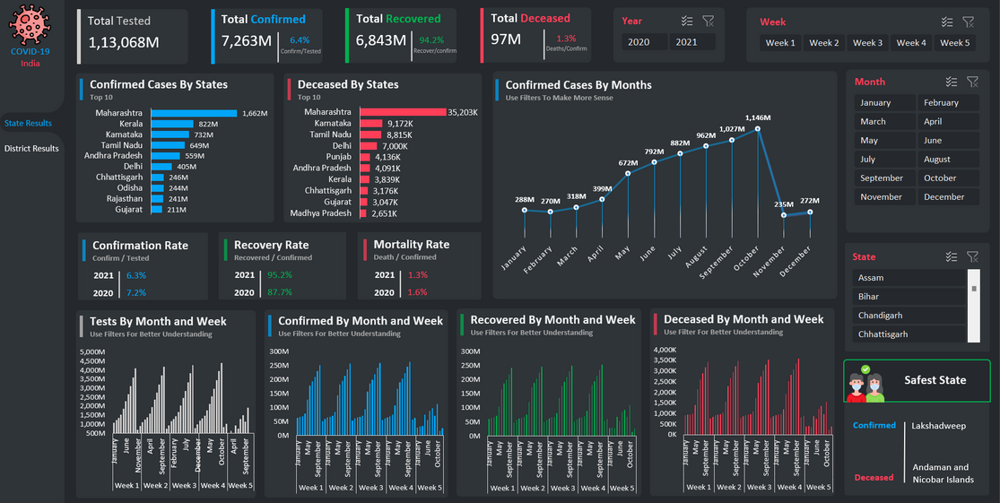 COVID-19
India
State Results
District Results
Total Tested
1,13,068M
Total Confirmed
7,263M
6.4%
Confirm/Tested
Total Recovered
6,843M
94.2%
Recover/confirm
Total Deceased
97M
1.3%
Deaths/Confirm
Year
2020 2021
Week
Week 1 Week 2 Week 3 Week 4 Week 5
Confirmed Cases By States
Top 10
Maharashtra 1,662M
Kerala 822M
Karnataka 732M
Tamil Nadu 649M
Andhra Pradesh 559M
Delhi 405M
Chhattisgarh 246M
Odisha 244M
Rajasthan 241M
Gujarat 211M
Deceased By States
Top 10
Maharashtra 35,203K
Karnataka 9,172K
Tamil Nadu 8,815K
Delhi 7,000K
Punjab 4,136K
Andhra Pradesh 4,091K
Kerala 3,839K
Chhattisgarh 3,176K
Gujarat 3,047K
Madhya Pradesh 2,651K
Confirmed Cases By Months
Use Filters To Make More Sense
288M 270M 318M 399M 672M 792M 882M 962M 1,027M 1,146M 235M 272M
January February March April May June July August September October November December
Month
January February
March April
May June
July August
September October
November December
Confirmation Rate
Confirm / Tested
2021 6.3%
2020 7.2%
Recovery Rate
Recovered / Confirmed
2021 95.2%
2020 87.7%
Mortality Rate
Death / Confirmed
2021 1.3%
2020 1.6%
State
Assam
Bihar
Chandigarh
Chhattisgarh
Tests By Month and Week
Use Filters For Better Understanding
5,000M
4,500M
4,000M
3,500M
3,000M
2,500M
2,000M
1,500M
1,000M
500M
January June November April September February July December May October April September
Week 1 Week 2 Week 3 Week 4 Week 5
Confirmed By Month and Week
Use Filters For Better Understanding
300M
250M
200M
150M
100M
50M
0M
January May September January May September January May September January May September January June October
Week 1 Week 2 Week 3 Week 4 Week 5
Recovered By Month and Week
Use Filters For Better Understanding
300M
250M
200M
150M
100M
50M
0M
January May September January May September January May September January May September January June October
Week 1 Week 2 Week 3 Week 4 Week 5
Deceased By Month and Week
Use Filters For Better Understanding
4,000K
3,500K
3,000K
2,500K
2,000K
1,500K
1,000K
500K
0K
January May September January May September January May September January May September January June October
Week 1 Week 2 Week 3 Week 4 Week 5
Safest State
Confirmed Lakshadweep
Deceased Andaman and
Nicobar Islands